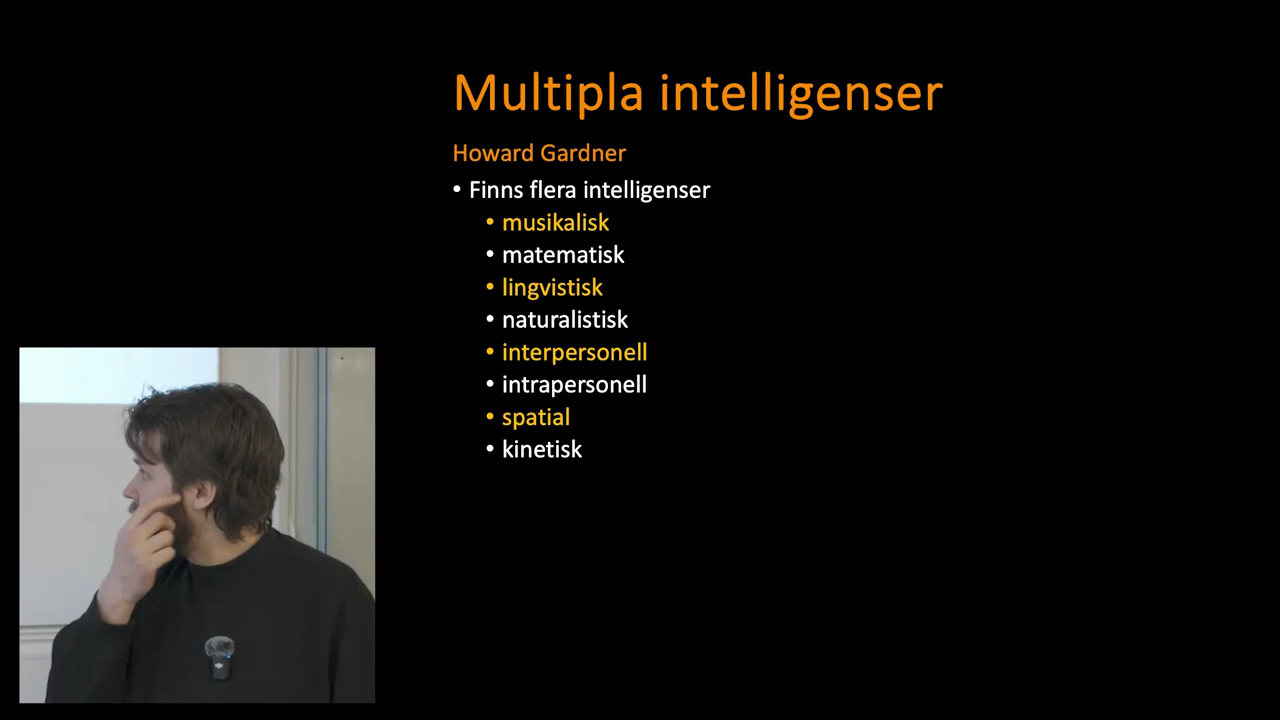 Multipla intelligenser
Howard Gardner
• Finns flera intelligenser
• musikalisk
• matematisk
• lingvistisk
• naturalistisk
• interpersonell
• intrapersonell
• spatial
• kinetisk